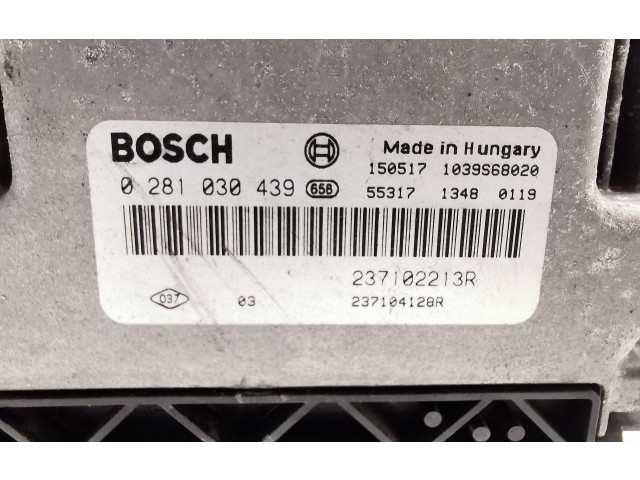 BOSCH Made in Hungary
150517 1039S68020
0 281 030 439 658 55317 1348 0119
237102213R
037 03 237104128R